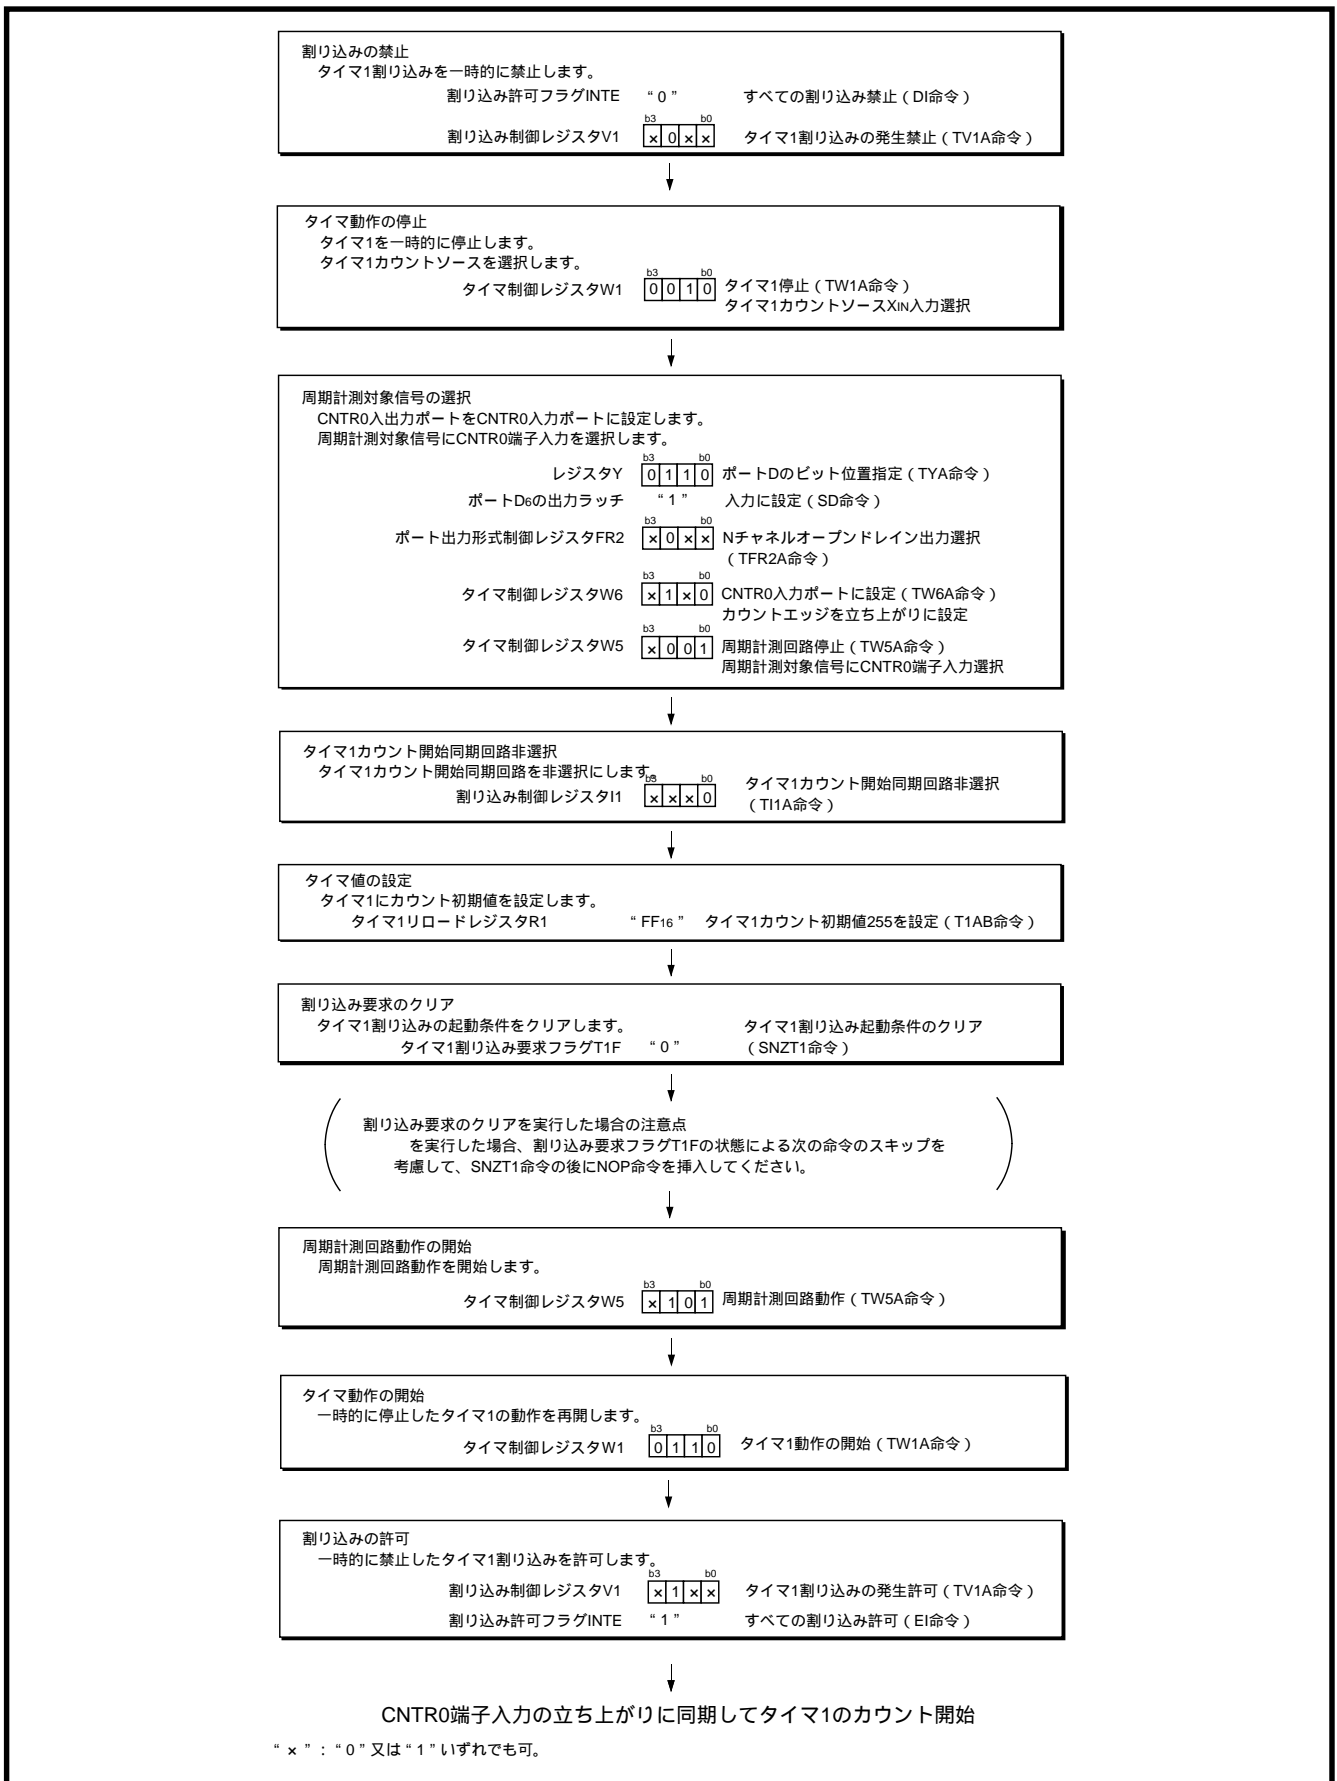 割り込みの禁止
タイマ1割り込みを一時的に禁止します。
割り込み許可フラグINTE “0” すべての割り込み禁止(DI命令)
b3 b0
割り込み制御レジスタV1 × 0 × × タイマ1割り込みの発生禁止(TV1A命令)
タイマ動作の停止
タイマ1を一時的に停止します。
タイマ1カウントソースを選択します。
b3 b0
タイマ制御レジスタW1 0 0 1 0 タイマ1停止(TW1A命令)
タイマ1カウントソースXIN入力選択
周期計測対象信号の選択
CNTR0入出力ポートをCNTR0入力ポートに設定します。
周期計測対象信号にCNTR0端子入力を選択します。
b3 b0
レジスタY 0 1 1 0 ポートDのビット位置指定(TYA命令)
ポートD6の出力ラッチ “1” 入力に設定(SD命令)
b3 b0
ポート出力形式制御レジスタFR2 × 0 × × Nチャネルオープンドレイン出力選択
(TFR2A命令)
b3 b0
タイマ制御レジスタW6 × 1 × 0 CNTR0入力ポートに設定(TW6A命令)
カウントエッジを立ち上がりに設定
b3 b0
タイマ制御レジスタW5 × 0 0 1 周期計測回路停止(TW5A命令)
周期計測対象信号にCNTR0端子入力選択
タイマ1カウント開始同期回路非選択
タイマ1カウント開始同期回路を非選択にします。
b3 b0
割り込み制御レジスタI1 × × × 0 タイマ1カウント開始同期回路非選択
(TI1A命令)
タイマ値の設定
タイマ1にカウント初期値を設定します。
タイマ1リロードレジスタR1 “FF16” タイマ1カウント初期値255を設定(T1AB命令)
割り込み要求のクリア
タイマ1割り込みの起動条件をクリアします。 タイマ1割り込み起動条件のクリア
タイマ1割り込み要求フラグT1F “0” (SNZT1命令)
割り込み要求のクリアを実行した場合の注意点
を実行した場合、割り込み要求フラグT1Fの状態による次の命令のスキップを
考慮して、SNZT1命令の後にNOP命令を挿入してください。
周期計測回路動作の開始
周期計測回路動作を開始します。
b3 b0
タイマ制御レジスタW5 × 1 0 1 周期計測回路動作(TW5A命令)
タイマ動作の開始
一時的に停止したタイマ1の動作を再開します。
b3 b0
タイマ制御レジスタW1 0 1 1 0 タイマ1動作の開始(TW1A命令)
割り込みの許可
一時的に禁止したタイマ1割り込みを許可します。
b3 b0
割り込み制御レジスタV1 × 1 × × タイマ1割り込みの発生許可(TV1A命令)
割り込み許可フラグINTE “1” すべての割り込み許可(EI命令)
CNTR0端子入力の立ち上がりに同期してタイマ1のカウント開始
“×”:“0”又は“1”いずれでも可。